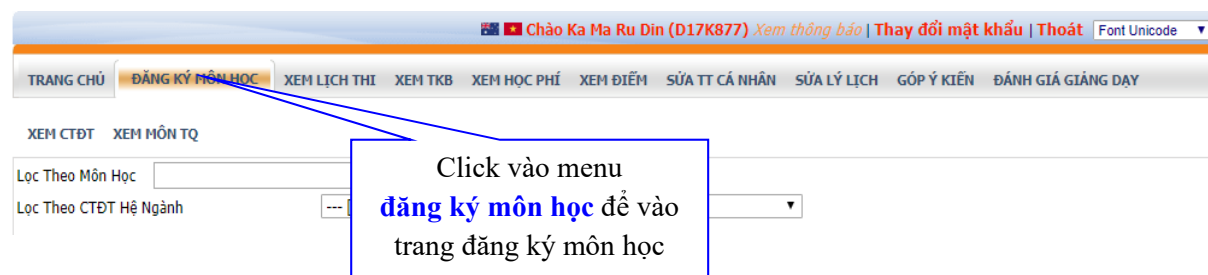 Chào Ka Ma Ru Din (D17K877) Xem thông báo | Thay đổi mật khẩu | Thoát Font Unicode
TRANG CHỦ ĐĂNG KÝ MÔN HỌC XEM LỊCH THI XEM TKB XEM HỌC PHÍ XEM ĐIỂM SỬA TT CÁ NHÂN SỬA LÝ LỊCH GÓP Ý KIẾN ĐÁNH GIÁ GIẢNG DẠY
XEM CTĐT XEM MÔN TQ
Lọc Theo Môn Học
Lọc Theo CTĐT Hệ Ngành ---
Click vào menu
đăng ký môn học để vào
trang đăng ký môn học